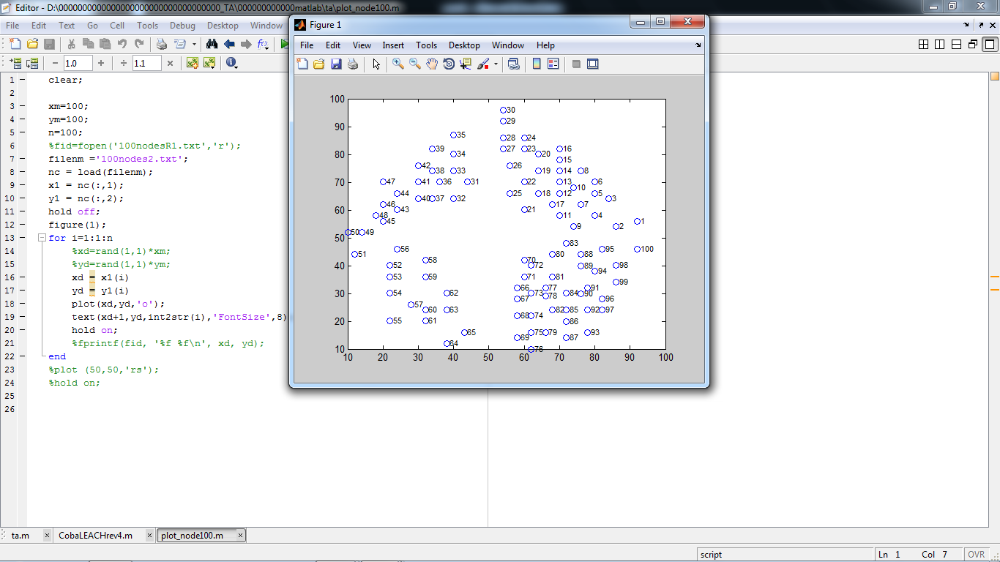 Editor - D:\000000000000000000000000000000000_TA\000000000000matlab\ta\plot_node100.m
File Edit Text Go Cell Tools Debug Desktop Window
1.0
1.1
1 clear;
2
3 xm=100;
4 ym=100;
5 n=100;
6 %fid=fopen('100nodesR1.txt','r');
7 filenm ='100nodes2.txt';
8 nc = load(filenm);
9 x1 = nc(:,1);
10 y1 = nc(:,2);
11 hold off;
12 figure(1);
13 for i=1:1:n
14 %xd=rand(1,1)*xm;
15 %yd=rand(1,1)*ym;
16 xd = x1(i)
17 yd = y1(i)
18 plot(xd,yd,'o');
19 text(xd+1,yd,int2str(i),'FontSize',8)
20 hold on;
21 %fprintf(fid, '%f %f\n', xd, yd);
22 end
23 %plot (50,50,'rs');
24 %hold on;
25
26
Figure 1
File Edit View Insert Tools Desktop Window Help
100
30
29
90
35 28 24
39 27 23 16
80
34 20
15
42 26
38 33 19 14 8
70
47 41 36 31 22 13 6
10
44 25 18 12 5
40 37 32 3
46 17 7
60
43 21
48 11 4
45 1
9 2
50 49
50
83
56 95 100
51 80 88
58 70
40
52 72 89 98
94
53 59 71 81
99
66 77 91
30
54 62 73 84 90
78
67 96
57
60 63 82 85 92 97
68 74
20
55 61 86
65 75 79 93
69 87
64
10
76
10 20 30 40 50 60 70 80 90 100
ta.m CobaLEACHrev4.m plot_node100.m
script Ln 1 Col 7 OVR